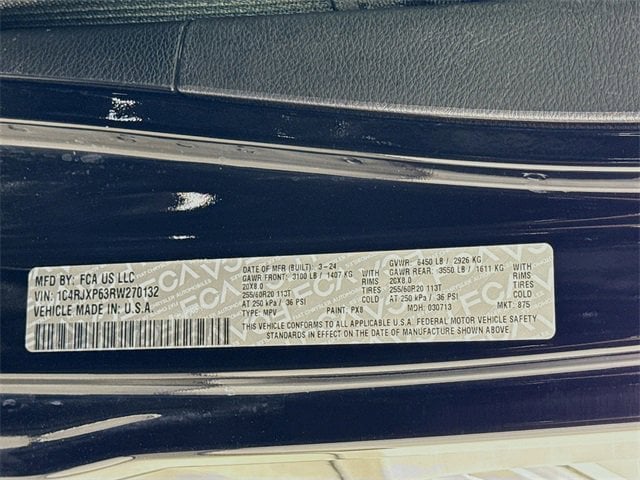 MFD BY: FCA US LLC
VIN: 1C4RJXP63RW270132
VEHICLE MADE IN: U.S.A.
DATE OF MFR (BUILT): 3-24
GAWR FRONT: 3100 LB / 1407 KG
WITH
20X8.0
RIMS
TIRES
255/60R20 113T
COLD
AT 250 kPa / 36 PSI
TYPE: MPV
PAINT: PX8
GVWR: 6450 LB / 2926 KG
GAWR REAR: 3550 LB / 1611 KG
WITH
20X8.0
RIMS
TIRES
255/60R20 113T
COLD
AT 250 kPa / 36 PSI
MDH: 030713
MKT: 875
THIS VEHICLE CONFORMS TO ALL APPLICABLE U.S.A. FEDERAL MOTOR VEHICLE SAFETY
BUMPER, AND THEFT PREVENTION STANDARDS IN EFFECT ON THE DATE OF MANUFACTURE SHOWN ABOVE.